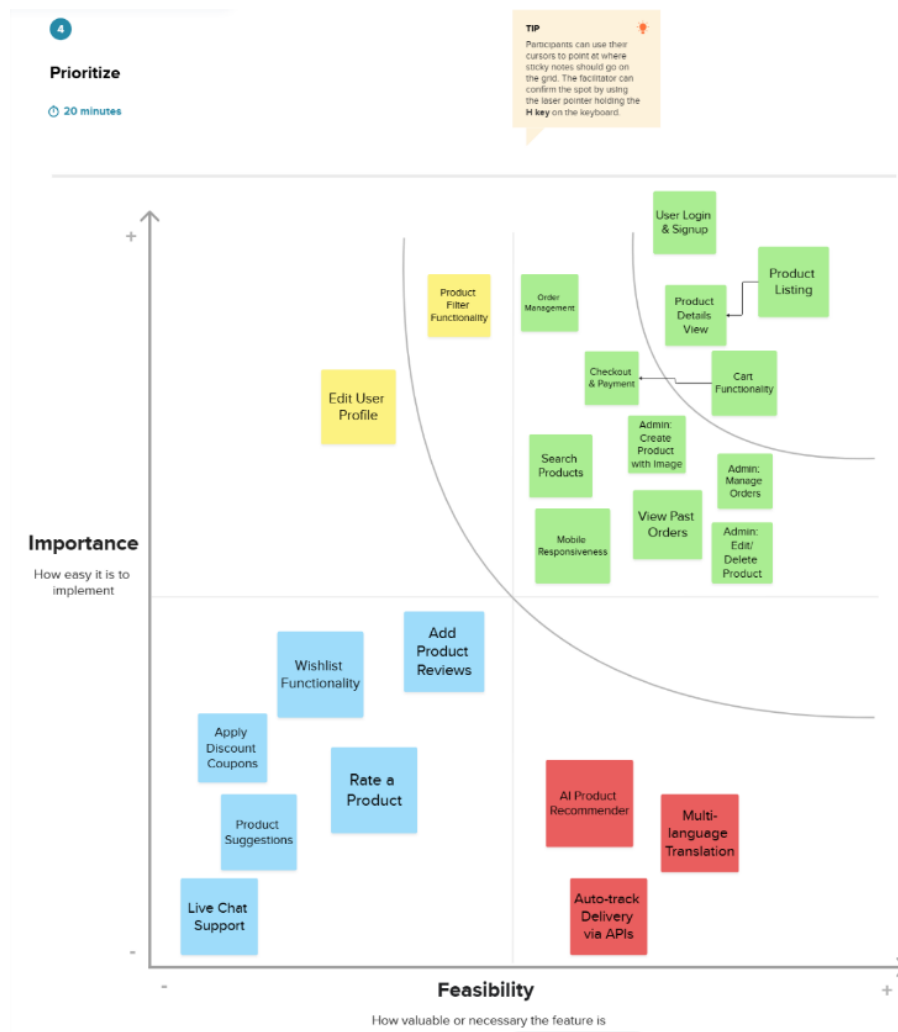 4
Prioritize
20 minutes
TIP
Participants can use their
cursors to point at where
sticky notes should go on
the grid. The facilitator can
confirm the spot by using
the laser pointer holding the
H key on the keyboard.
+
User Login
& Signup
Product
Listing
Product
Filter
Functionality
Order
Management
Product
Details
View
Edit User
Profile
Checkout
& Payment
Cart
Functionality
Search
Products
Admin:
Create
Product
with Image
Admin:
Manage
Orders
Mobile
Responsiveness
View Past
Orders
Admin:
Edit/
Delete
Product
Importance
How easy it is to
implement
Wishlist
Functionality
Add
Product
Reviews
Apply
Discount
Coupons
Rate a
Product
Product
Suggestions
Live Chat
Support
AI Product
Recommender
Multi-
language
Translation
Auto-track
Delivery
via APIs
-
-
Feasibility
+
How valuable or necessary the feature is